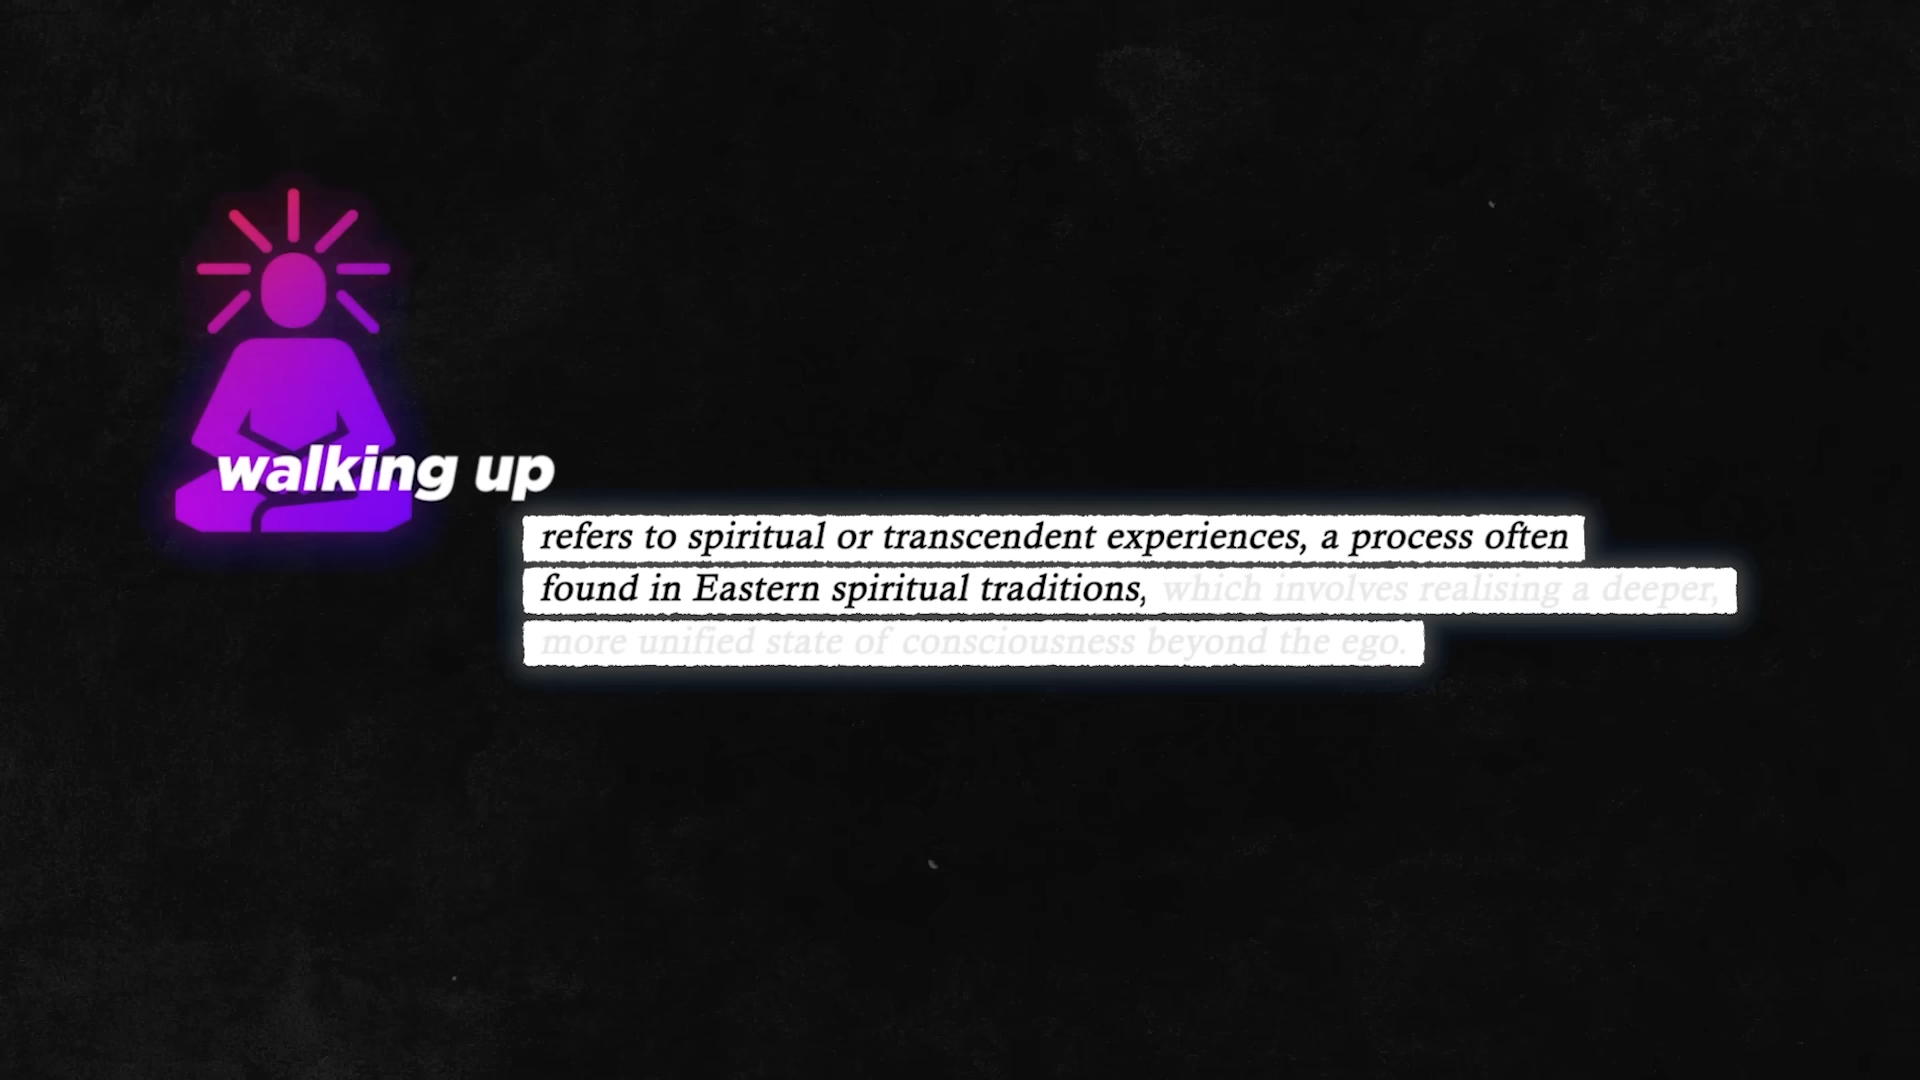 walking up
refers to spiritual or transcendent experiences, a process often
found in Eastern spiritual traditions, which involves realising a deeper,
more unified state of consciousness beyond the ego.